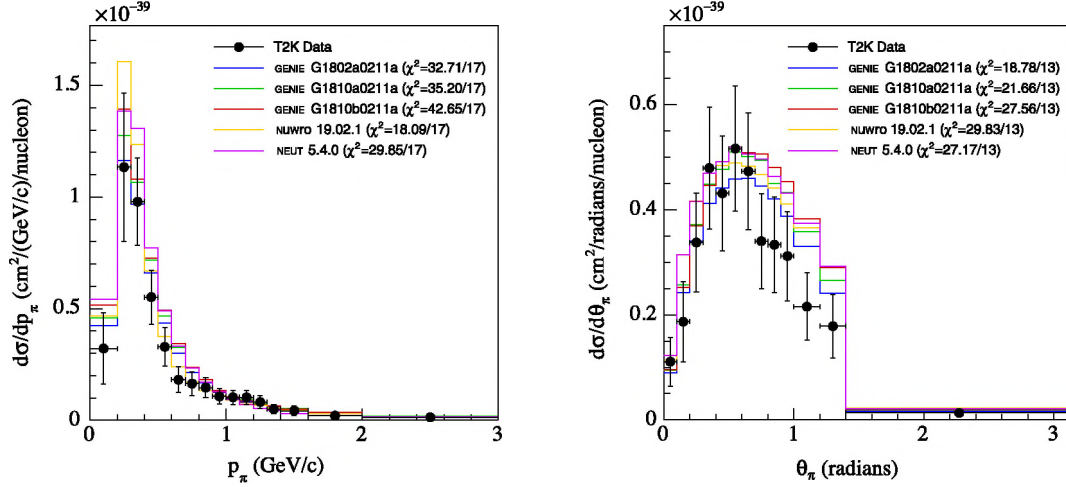 ×10⁻³⁹
T2K Data
GENIE G1802a0211a (χ²=32.71/17)
GENIE G1810a0211a (χ²=35.20/17)
GENIE G1810b0211a (χ²=42.65/17)
NUWRO 19.02.1 (χ²=18.09/17)
NEUT 5.4.0 (χ²=29.85/17)
1.5
1
0.5
0
dσ/dp_π (cm²/(GeV/c)/nucleon)
0 1 2 3
p_π (GeV/c)
×10⁻³⁹
T2K Data
GENIE G1802a0211a (χ²=18.78/13)
GENIE G1810a0211a (χ²=21.66/13)
GENIE G1810b0211a (χ²=27.56/13)
NUWRO 19.02.1 (χ²=29.83/13)
NEUT 5.4.0 (χ²=27.17/13)
0.6
0.4
0.2
0
dσ/dθ_π (cm²/radians/nucleon)
0 1 2 3
θ_π (radians)